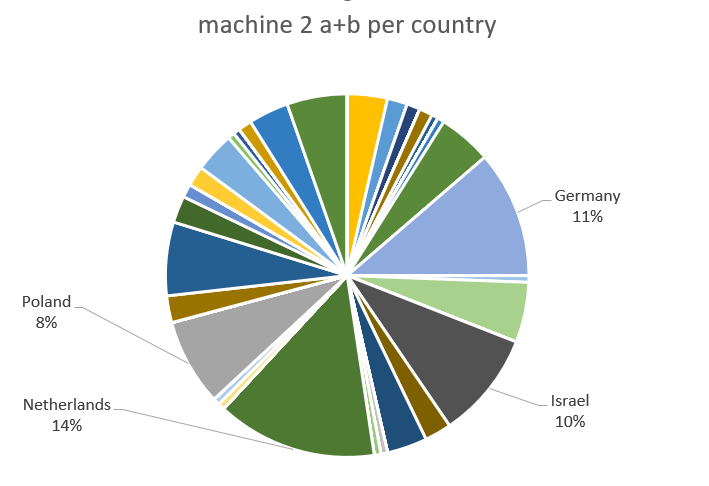 machine 2 a+b per country
Germany
11%
Poland
8%
Netherlands
14%
Israel
10%